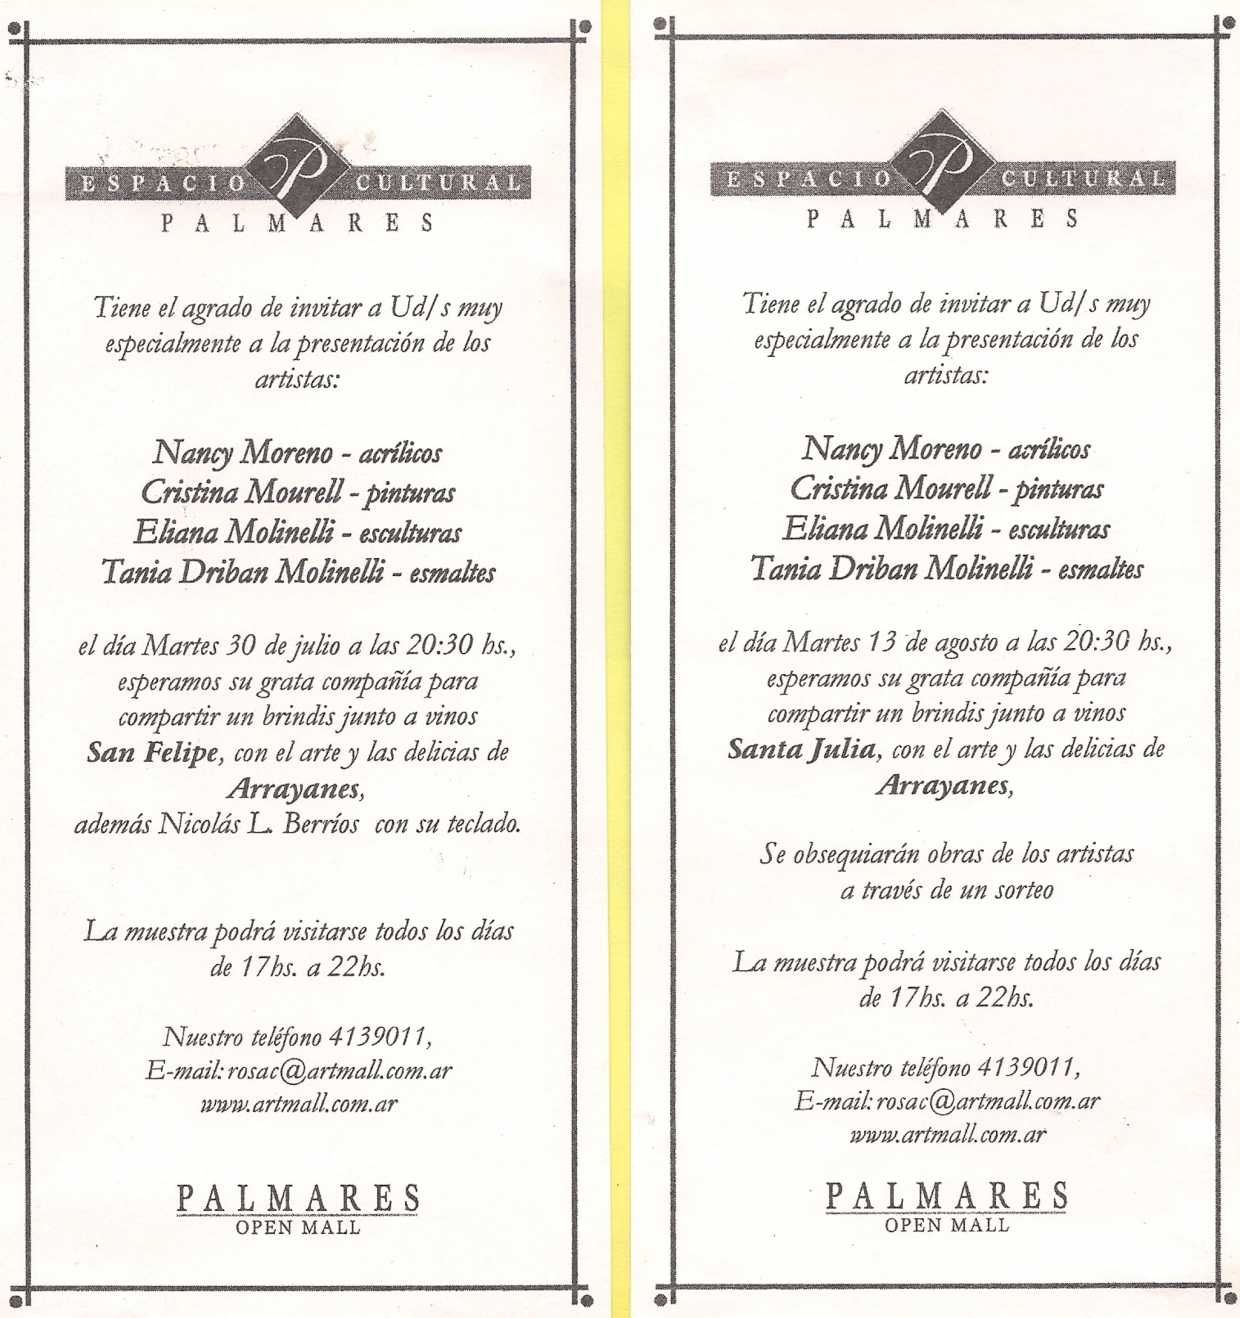 ESPACIO CULTURAL
PALMARES
Tiene el agrado de invitar a Ud/s muy
especialmente a la presentación de los
artistas:
Nancy Moreno - acrílicos
Cristina Mourell - pinturas
Eliana Molinelli - esculturas
Tania Driban Molinelli - esmaltes
el día Martes 30 de julio a las 20:30 hs.,
esperamos su grata compañía para
compartir un brindis junto a vinos
San Felipe, con el arte y las delicias de
Arrayanes,
además Nicolás L. Berríos con su teclado.
La muestra podrá visitarse todos los días
de 17hs. a 22hs.
Nuestro teléfono 4139011,
E-mail: rosac@artmall.com.ar
www.artmall.com.ar
PALMARES
OPEN MALL
ESPACIO CULTURAL
PALMARES
Tiene el agrado de invitar a Ud/s muy
especialmente a la presentación de los
artistas:
Nancy Moreno - acrílicos
Cristina Mourell - pinturas
Eliana Molinelli - esculturas
Tania Driban Molinelli - esmaltes
el día Martes 13 de agosto a las 20:30 hs.,
esperamos su grata compañía para
compartir un brindis junto a vinos
Santa Julia, con el arte y las delicias de
Arrayanes,
Se obsequiarán obras de los artistas
a través de un sorteo
La muestra podrá visitarse todos los días
de 17hs. a 22hs.
Nuestro teléfono 4139011,
E-mail: rosac@artmall.com.ar
www.artmall.com.ar
PALMARES
OPEN MALL